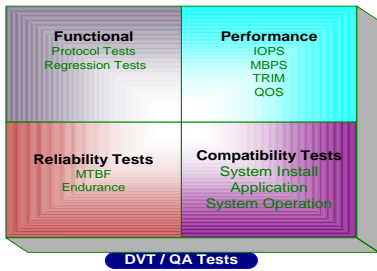 Functional
Protocol Tests
Regression Tests
Performance
IOPS
MBPS
TRIM
QOS
Reliability Tests
MTBF
Endurance
Compatibility Tests
System Install
Application
System Operation
DVT / QA Tests